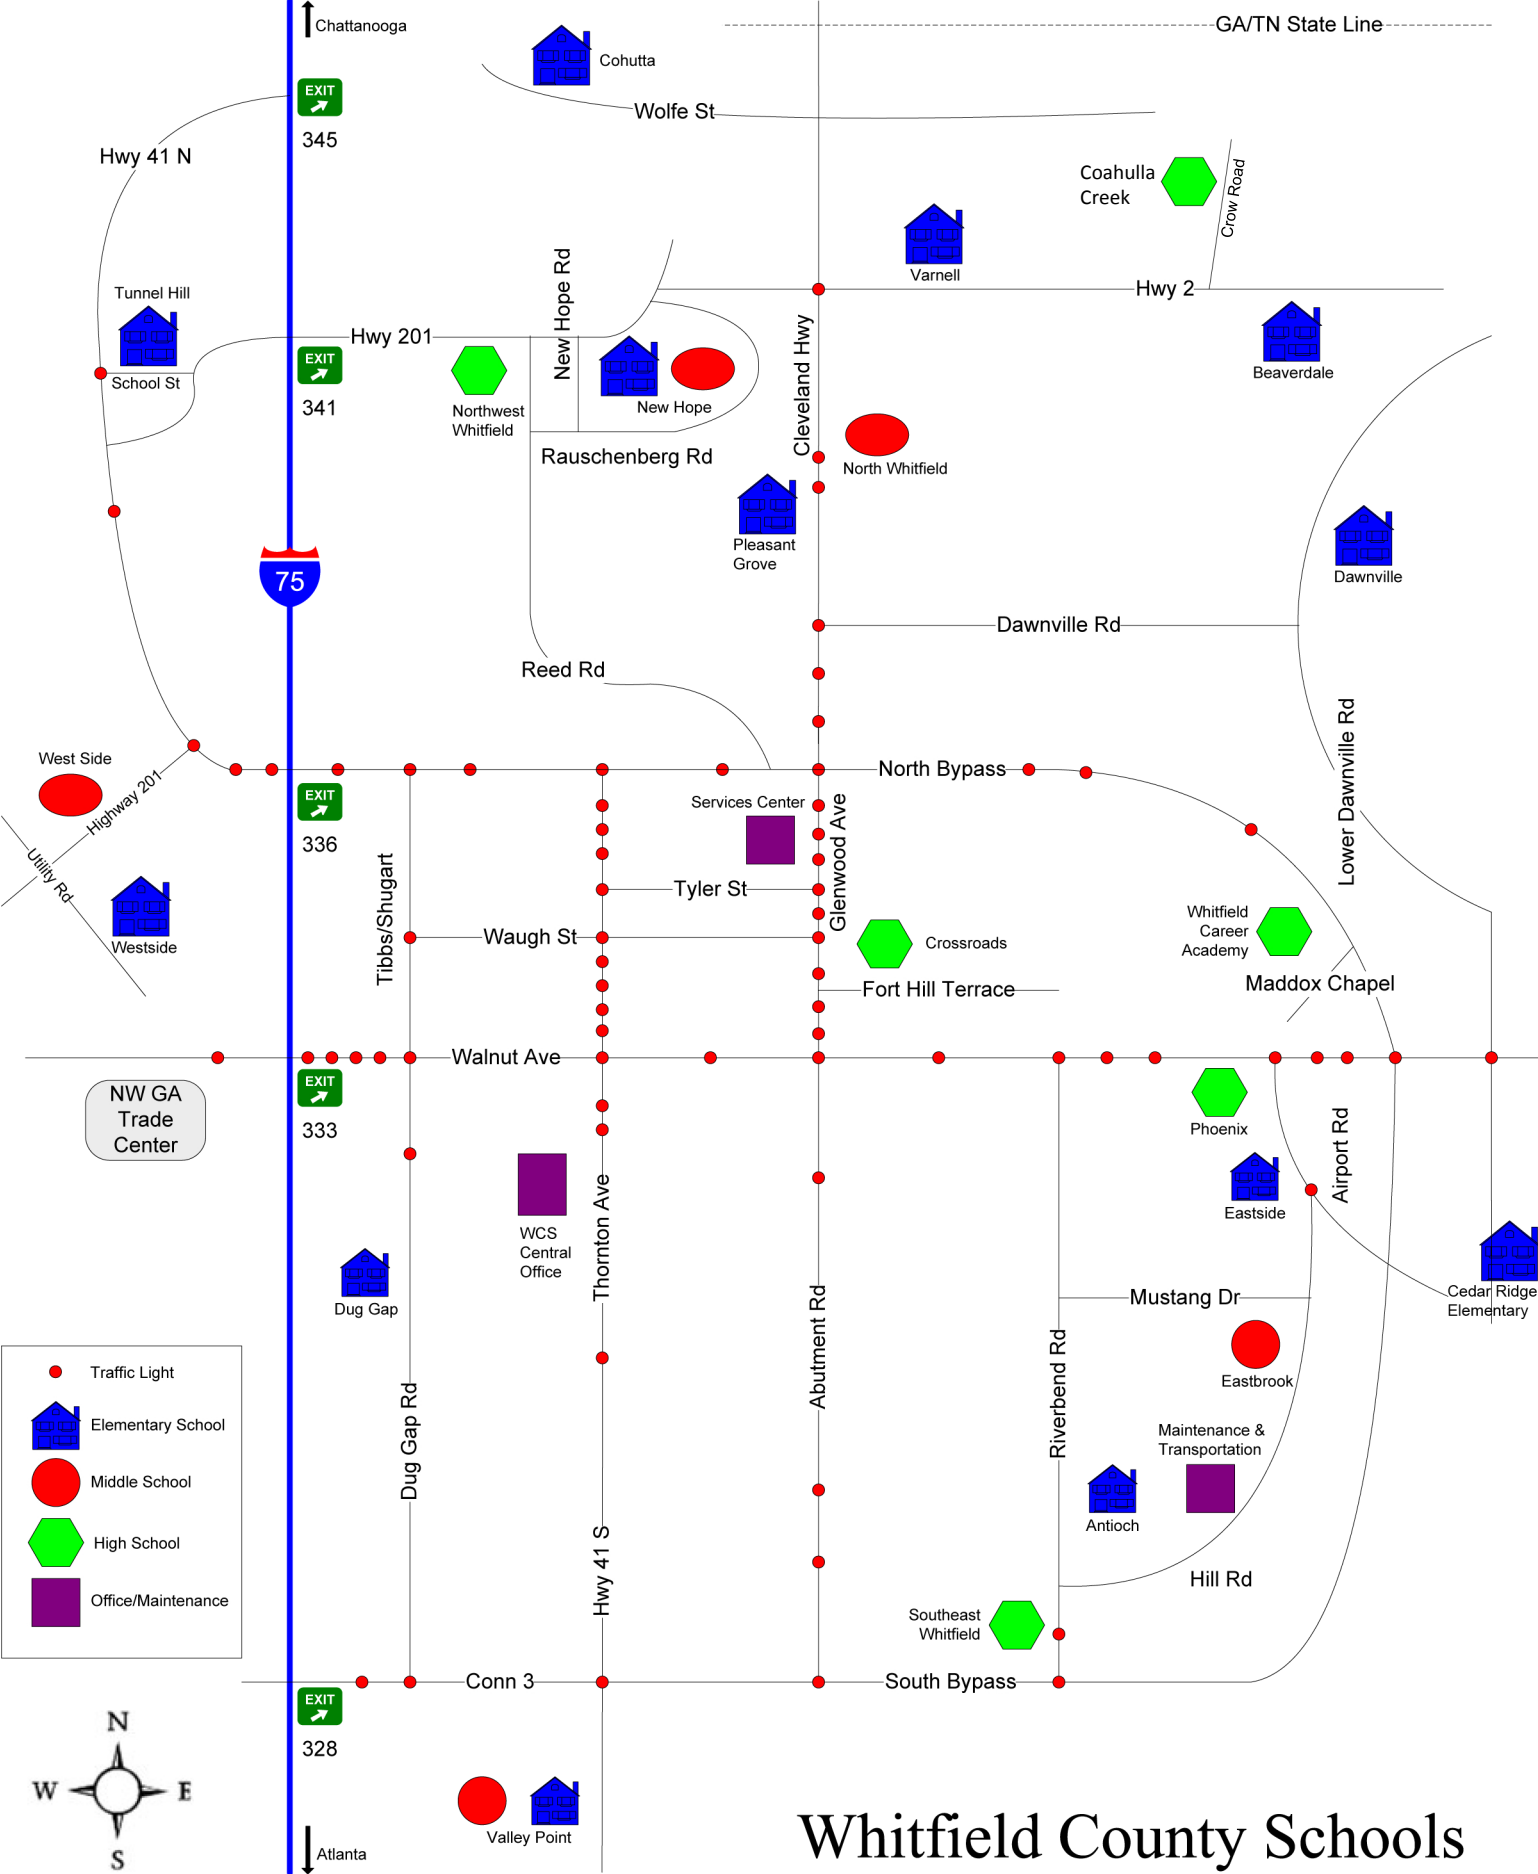 Chattanooga
GA/TN State Line
Cohutta
EXIT
345
Wolfe St
Hwy 41 N
Coahulla
Creek
Crow Road
Varnell
Hwy 2
Tunnel Hill
School St
Hwy 201
New Hope Rd
EXIT
341
Northwest
Whitfield
New Hope
Cleveland Hwy
Beaverdale
Rauschenberg Rd
North Whitfield
Pleasant
Grove
75
Dawnville
Dawnville Rd
Reed Rd
Lower Dawnville Rd
West Side
Highway 201
Utility Rd
Westside
North Bypass
EXIT
336
Services Center
Glenwood Ave
Tibbs/Shugart
Tyler St
Waugh St
Crossroads
Whitfield
Career
Academy
Maddox Chapel
Fort Hill Terrace
Walnut Ave
NW GA
Trade
Center
EXIT
333
Phoenix
Airport Rd
Eastside
WCS
Central
Office
Thornton Ave
Dug Gap
Cedar Ridge
Elementary
Mustang Dr
Abutment Rd
Riverbend Rd
Eastbrook
Dug Gap Rd
Maintenance &
Transportation
Antioch
Hwy 41 S
Hill Rd
Southeast
Whitfield
Traffic Light
Elementary School
Middle School
High School
Office/Maintenance
Conn 3
South Bypass
EXIT
328
N
W E
S
Valley Point
Atlanta
Whitfield County Schools